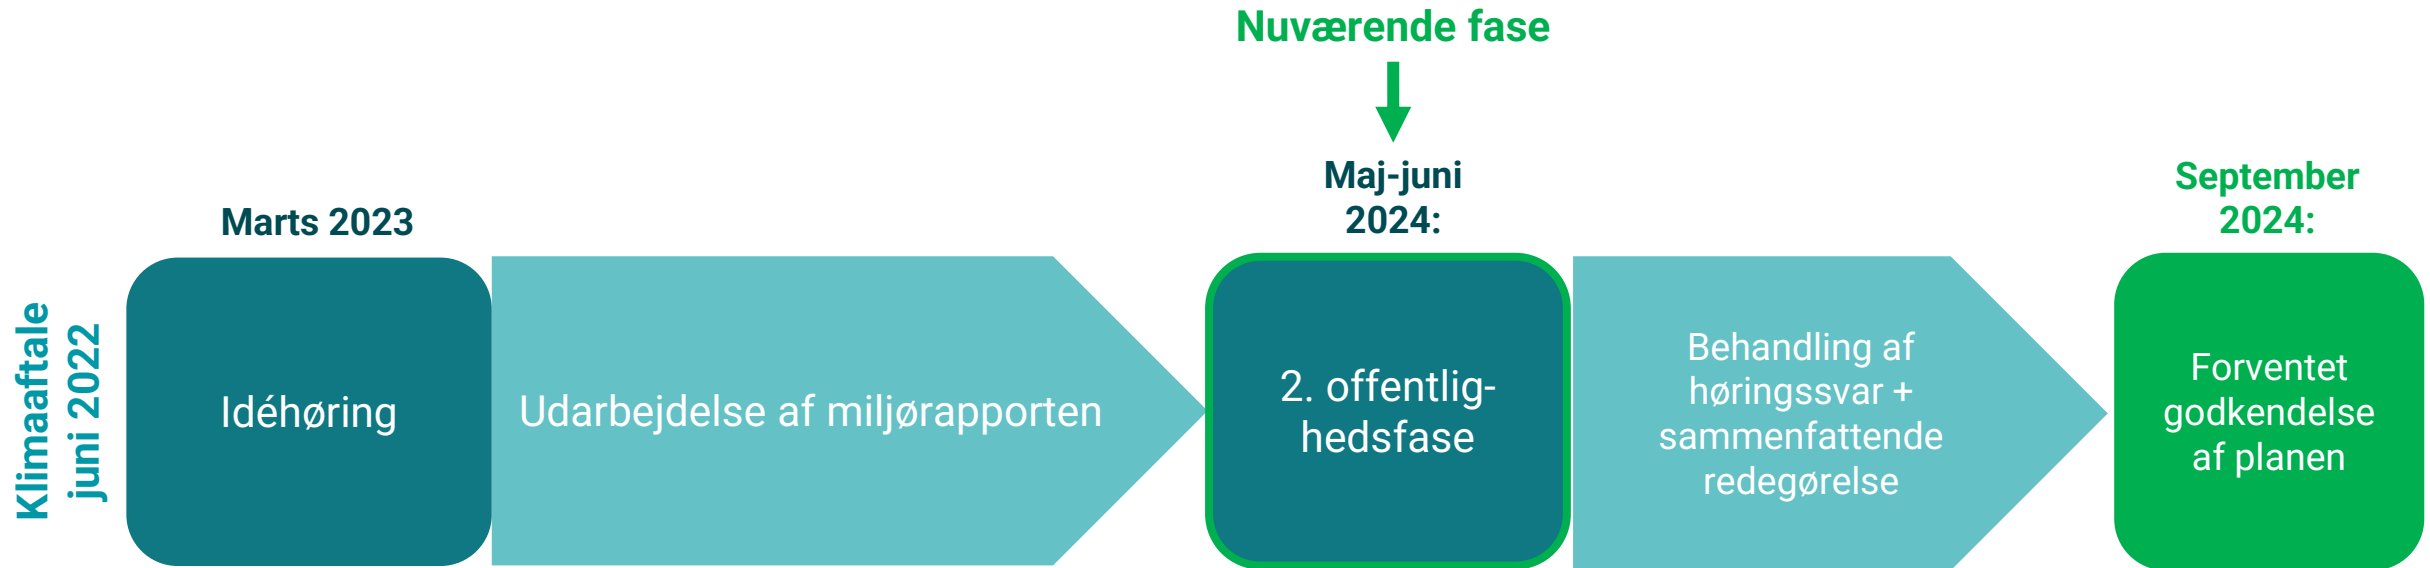 Nuværende fase
Klimaaftale
juni 2022
Marts 2023
Idéhøring
Udarbejdelse af miljørapporten
Maj-juni
2024:
2. offentlig-
hedsfase
Behandling af
høringssvar +
sammenfattende
redegørelse
September
2024:
Forventet
godkendelse
af planen